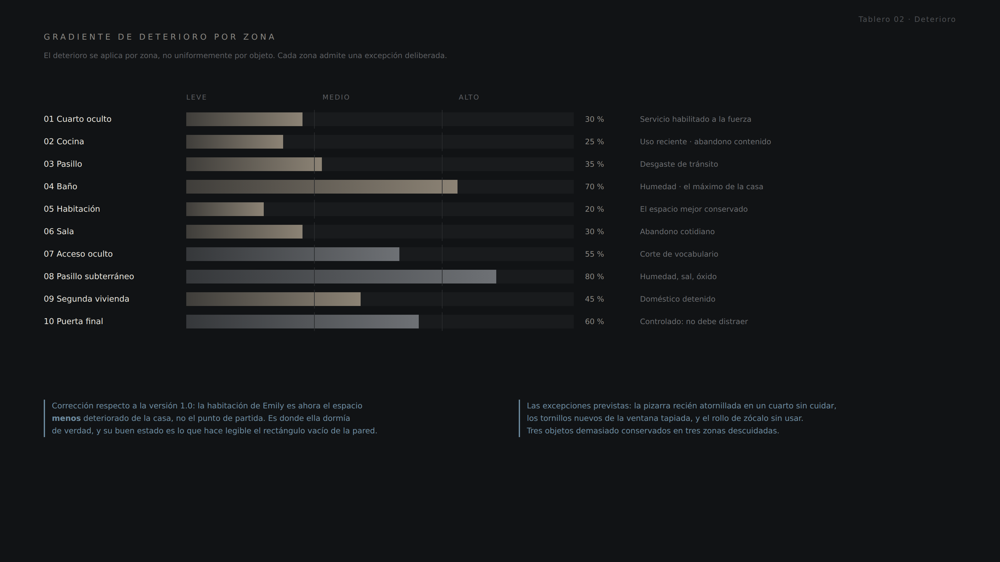 Tablero 02 · Deterioro
GRADIENTE DE DETERIORO POR ZONA
El deterioro se aplica por zona, no uniformemente por objeto. Cada zona admite una excepción deliberada.
LEVE MEDIO ALTO
01 Cuarto oculto 30 % Servicio habilitado a la fuerza
02 Cocina 25 % Uso reciente · abandono contenido
03 Pasillo 35 % Desgaste de tránsito
04 Baño 70 % Humedad · el máximo de la casa
05 Habitación 20 % El espacio mejor conservado
06 Sala 30 % Abandono cotidiano
07 Acceso oculto 55 % Corte de vocabulario
08 Pasillo subterráneo 80 % Humedad, sal, óxido
09 Segunda vivienda 45 % Doméstico detenido
10 Puerta final 60 % Controlado: no debe distraer
Corrección respecto a la versión 1.0: la habitación de Emily es ahora el espacio
menos deteriorado de la casa, no el punto de partida. Es donde ella dormía
de verdad, y su buen estado es lo que hace legible el rectángulo vacío de la pared.
Las excepciones previstas: la pizarra recién atornillada en un cuarto sin cuidar,
los tornillos nuevos de la ventana tapiada, y el rollo de zócalo sin usar.
Tres objetos demasiado conservados en tres zonas descuidadas.